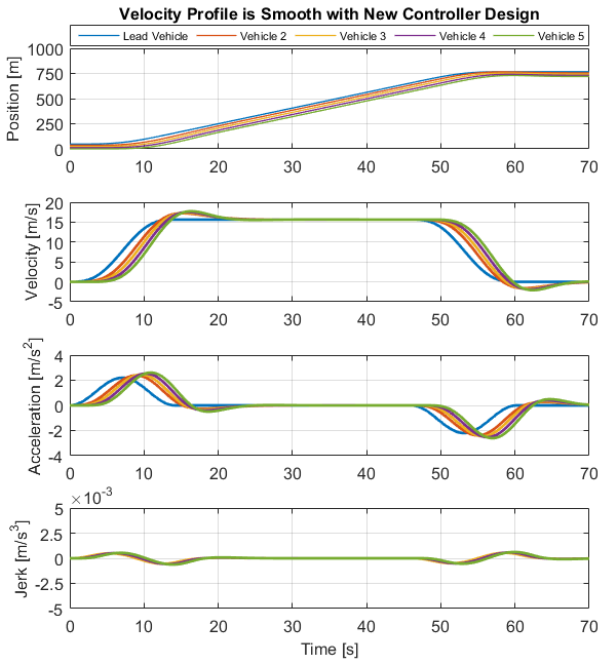 Velocity Profile is Smooth with New Controller Design
Lead Vehicle Vehicle 2 Vehicle 3 Vehicle 4 Vehicle 5
Position [m]
1000
750
500
250
0
0 10 20 30 40 50 60 70
Velocity [m/s]
20
15
10
5
0
-5
0 10 20 30 40 50 60 70
Acceleration [m/s²]
4
2
0
-2
-4
0 10 20 30 40 50 60 70
×10⁻³
Jerk [m/s³]
5
2.5
0
-2.5
-5
0 10 20 30 40 50 60 70
Time [s]